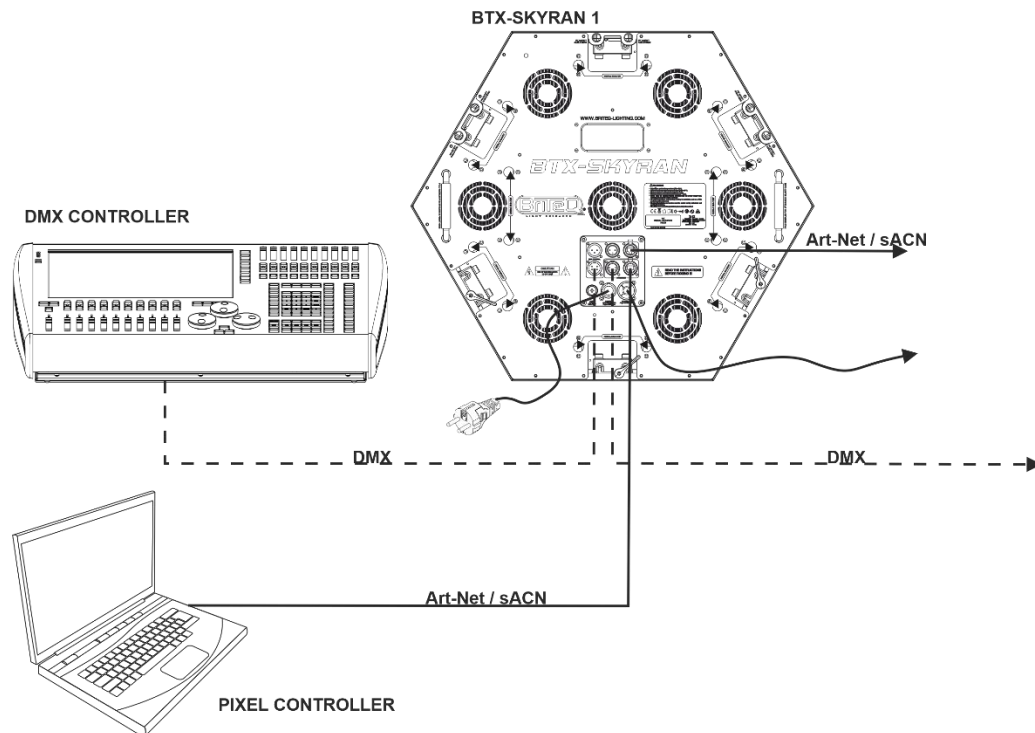 BTX-SKYRAN 1
WWW.BRITEQ-LIGHTING.COM
BTX-SKYRAN
BRITEQ
DMX CONTROLLER
Art-Net / sACN
DMX
DMX
Art-Net / sACN
PIXEL CONTROLLER